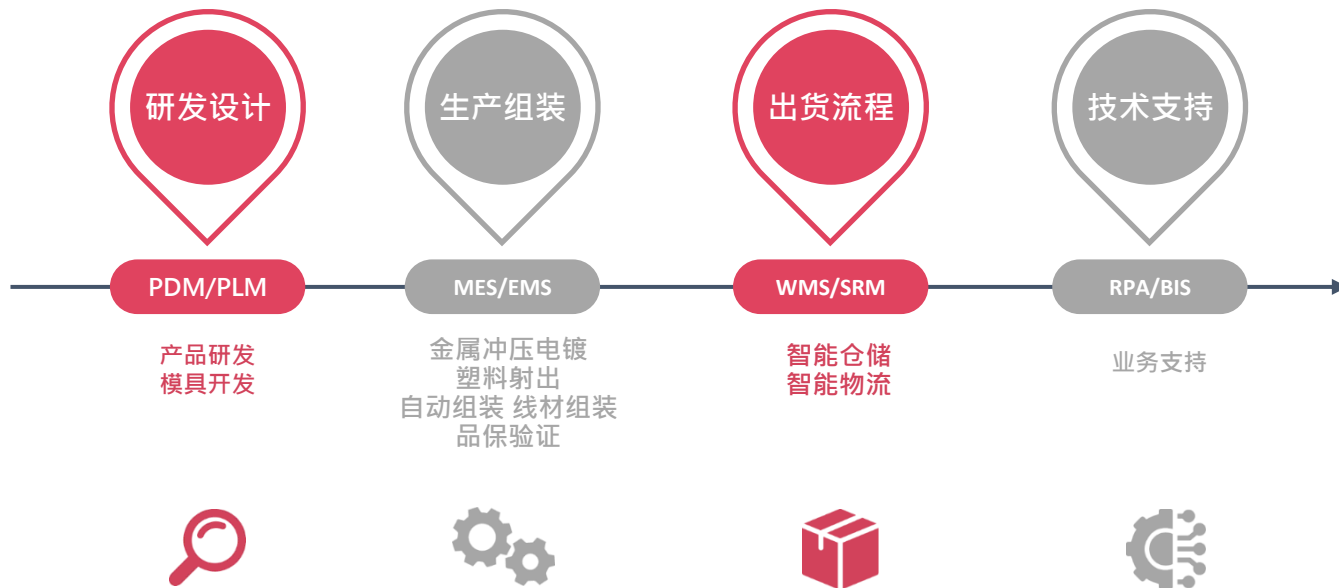 研发设计
生产组装
出货流程
技术支持
PDM/PLM
MES/EMS
WMS/SRM
RPA/BIS
产品研发
模具开发
金属冲压电镀
塑料射出
自动组装 线材组装
品保验证
智能仓储
智能物流
业务支持